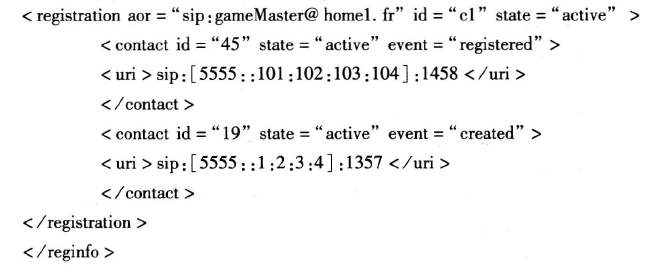 < registration aor = “sip:gameMaster@ home1. fr” id = “c1” state = “active” >
< contact id = “45” state = “active” event = “registered” >
< uri > sip:[5555::101:102:103:104]:1458 </uri >
</contact >
< contact id = “19” state = “active” event = “created” >
< uri > sip:[5555::1:2:3:4]:1357 </uri >
</contact >
</registration >
</reginfo >